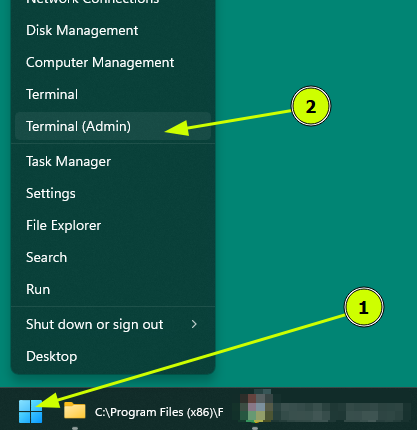 Network Connections
Disk Management
Computer Management
Terminal
Terminal (Admin)
2
Task Manager
Settings
File Explorer
Search
Run
1
Shut down or sign out
Desktop
C:\Program Files (x86)\F